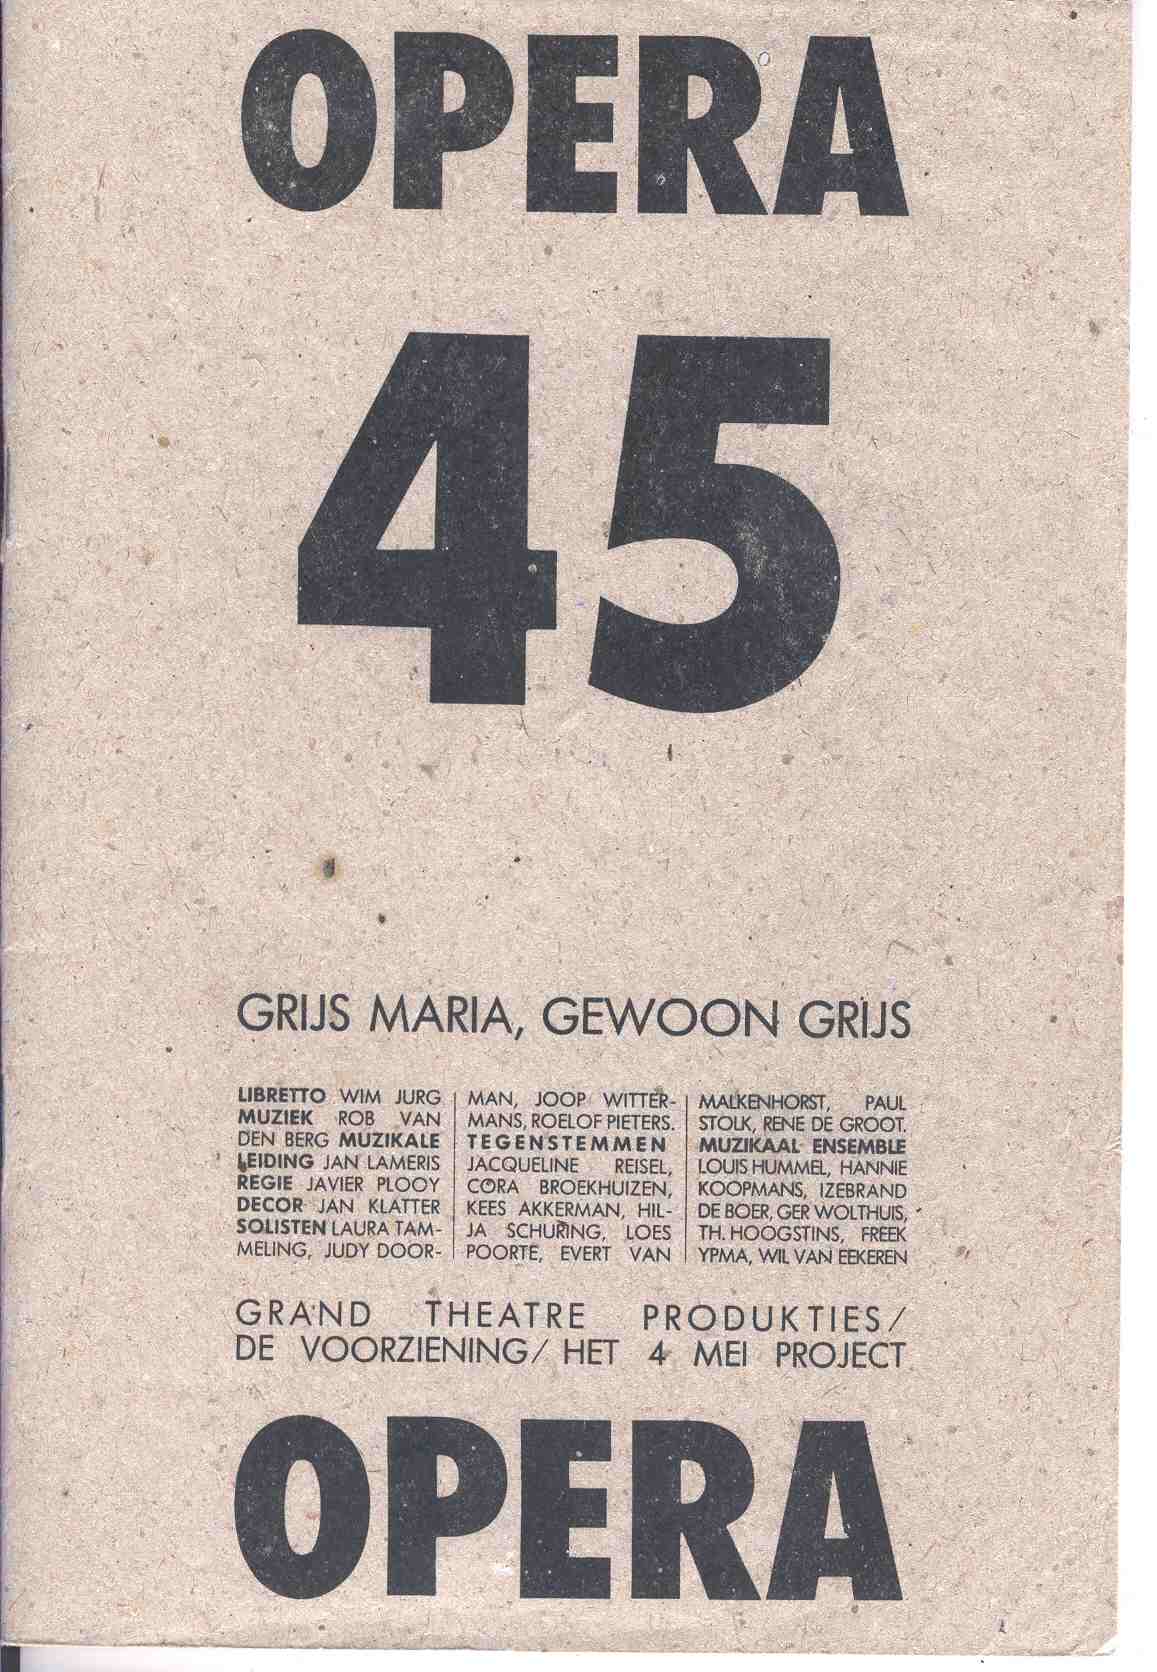 OPERA
45
GRIJS MARIA, GEWOON GRIJS
LIBRETTO WIM JURG
MUZIEK ROB VAN
DEN BERG MUZIKALE
LEIDING JAN LAMERIS
REGIE JAVIER PLOOY
DECOR JAN KLATTER
SOLISTEN LAURA TAM-
MELING, JUDY DOOR-
MAN, JOOP WITTER-
MANS, ROELOF PIETERS.
TEGENSTEMMEN
JACQUELINE REISEL,
CORA BROEKHUIZEN,
KEES AKKERMAN, HIL-
JA SCHURING, LOES
POORTE, EVERT VAN
MALKENHORST, PAUL
STOLK, RENE DE GROOT.
MUZIKAAL ENSEMBLE
LOUIS HUMMEL, HANNIE
KOOPMANS, IZEBRAND
DE BOER, GER WOLTHUIS,
TH. HOOGSTINS, FREEK
YPMA, WIL VAN EEKEREN
GRAND THEATRE PRODUKTIES/
DE VOORZIENING/ HET 4 MEI PROJECT
OPERA